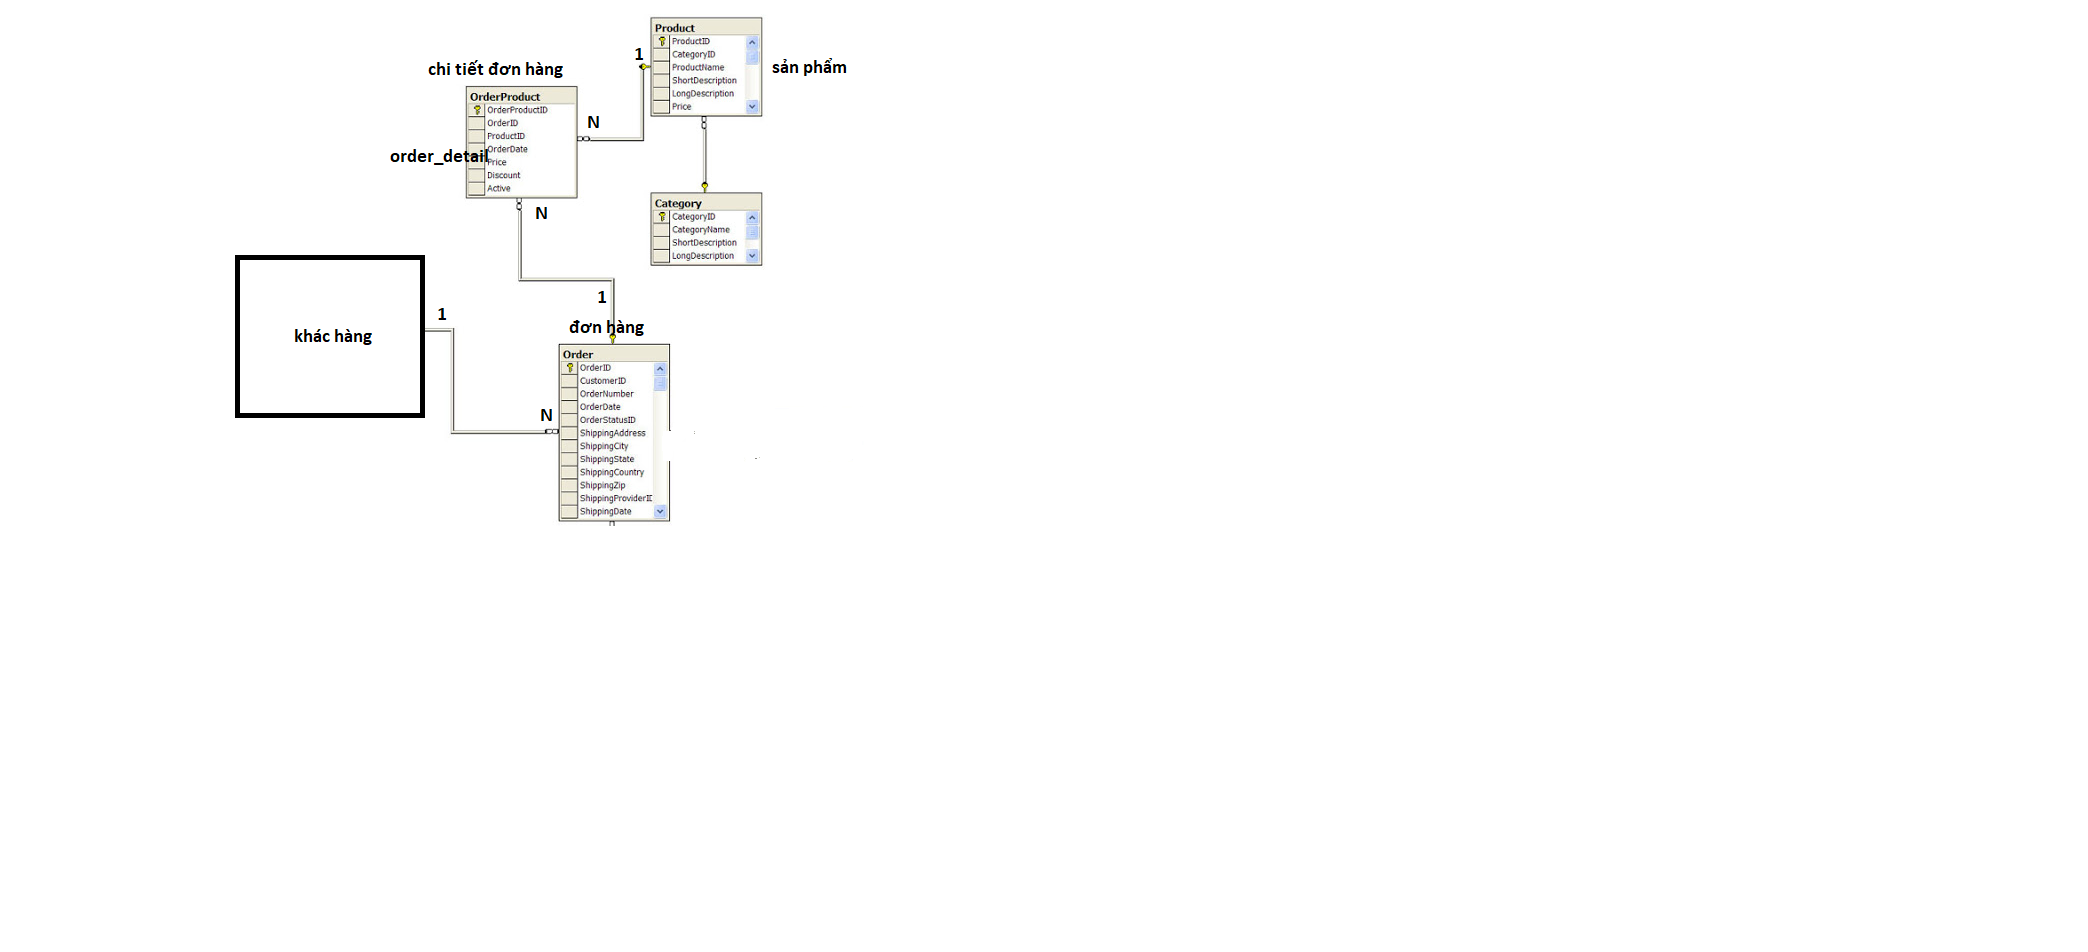 Product
ProductID
CategoryID
ProductName
ShortDescription
LongDescription
Price
sản phẩm
1
chi tiết đơn hàng
OrderProduct
OrderProductID
OrderID
ProductID
OrderDate
Price
Discount
Active
order_detail
N
N
Category
CategoryID
CategoryName
ShortDescription
LongDescription
khác hàng
1
1
đơn hàng
N
Order
OrderID
CustomerID
OrderNumber
OrderDate
OrderStatusID
ShippingAddress
ShippingCity
ShippingState
ShippingCountry
ShippingZip
ShippingProviderID
ShippingDate